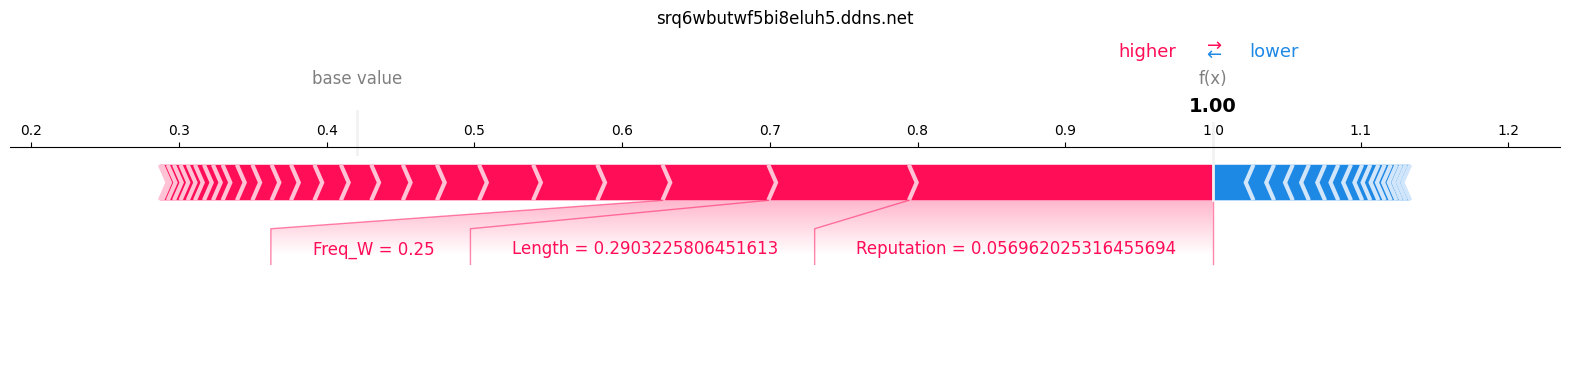 srq6wbutwf5bi8eluh5.ddns.net
higher ⇄ lower
base value f(x)
1.00
0.2 0.3 0.4 0.5 0.6 0.7 0.8 0.9 1.0 1.1 1.2
Freq_W = 0.25 Length = 0.2903225806451613 Reputation = 0.056962025316455694